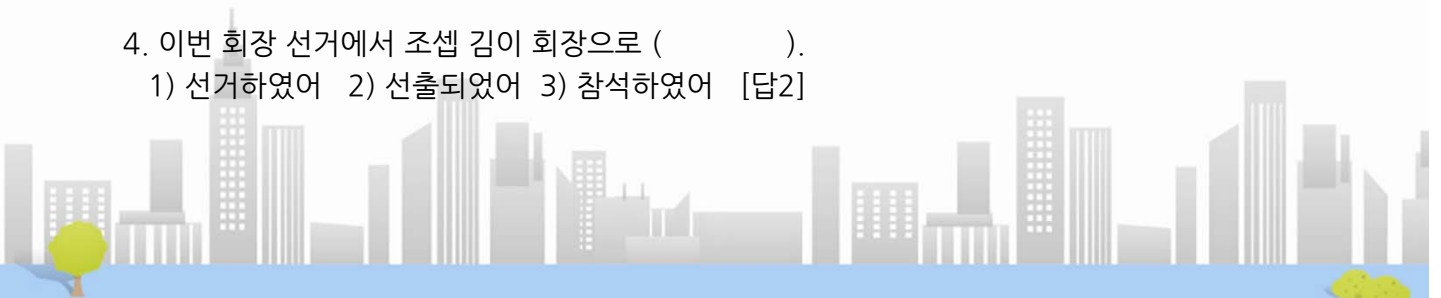 4. 이번 회장 선거에서 조셉 김이 회장으로 (          ).
1) 선거하였어 2) 선출되었어 3) 참석하였어 [답2]